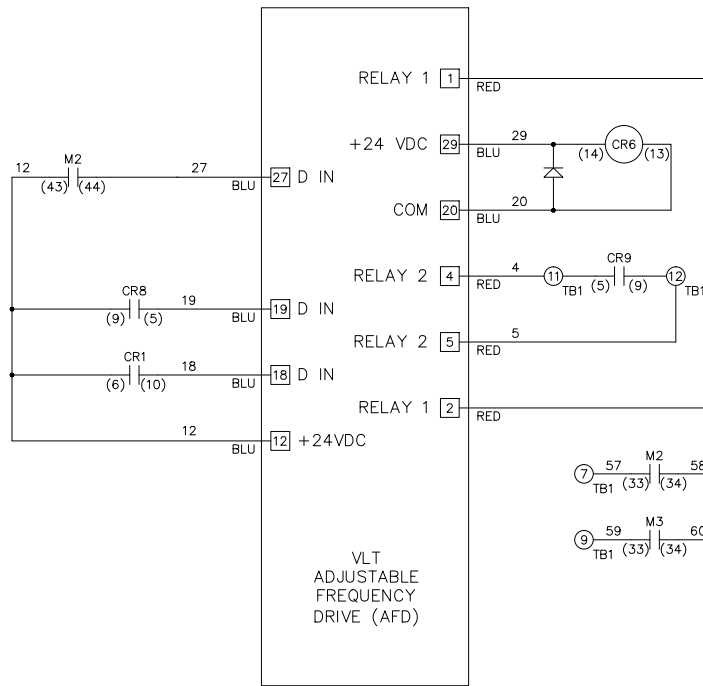 RELAY 1 1 RED
+24 VDC 29 29 BLU (14) CR6 (13)
12 M2 27
(43) (44) BLU 27 D IN
COM 20 20 BLU
RELAY 2 4 4 RED 11 TB1 CR9 (5) (9) 12 TB1
CR8 19
(9) (5) BLU 19 D IN
RELAY 2 5 5 RED
CR1 18
(6) (10) BLU 18 D IN
RELAY 1 2 RED
12 BLU 12 +24VDC
7 TB1 57 M2 58
(33) (34)
9 TB1 59 M3 60
(33) (34)
VLT
ADJUSTABLE
FREQUENCY
DRIVE (AFD)